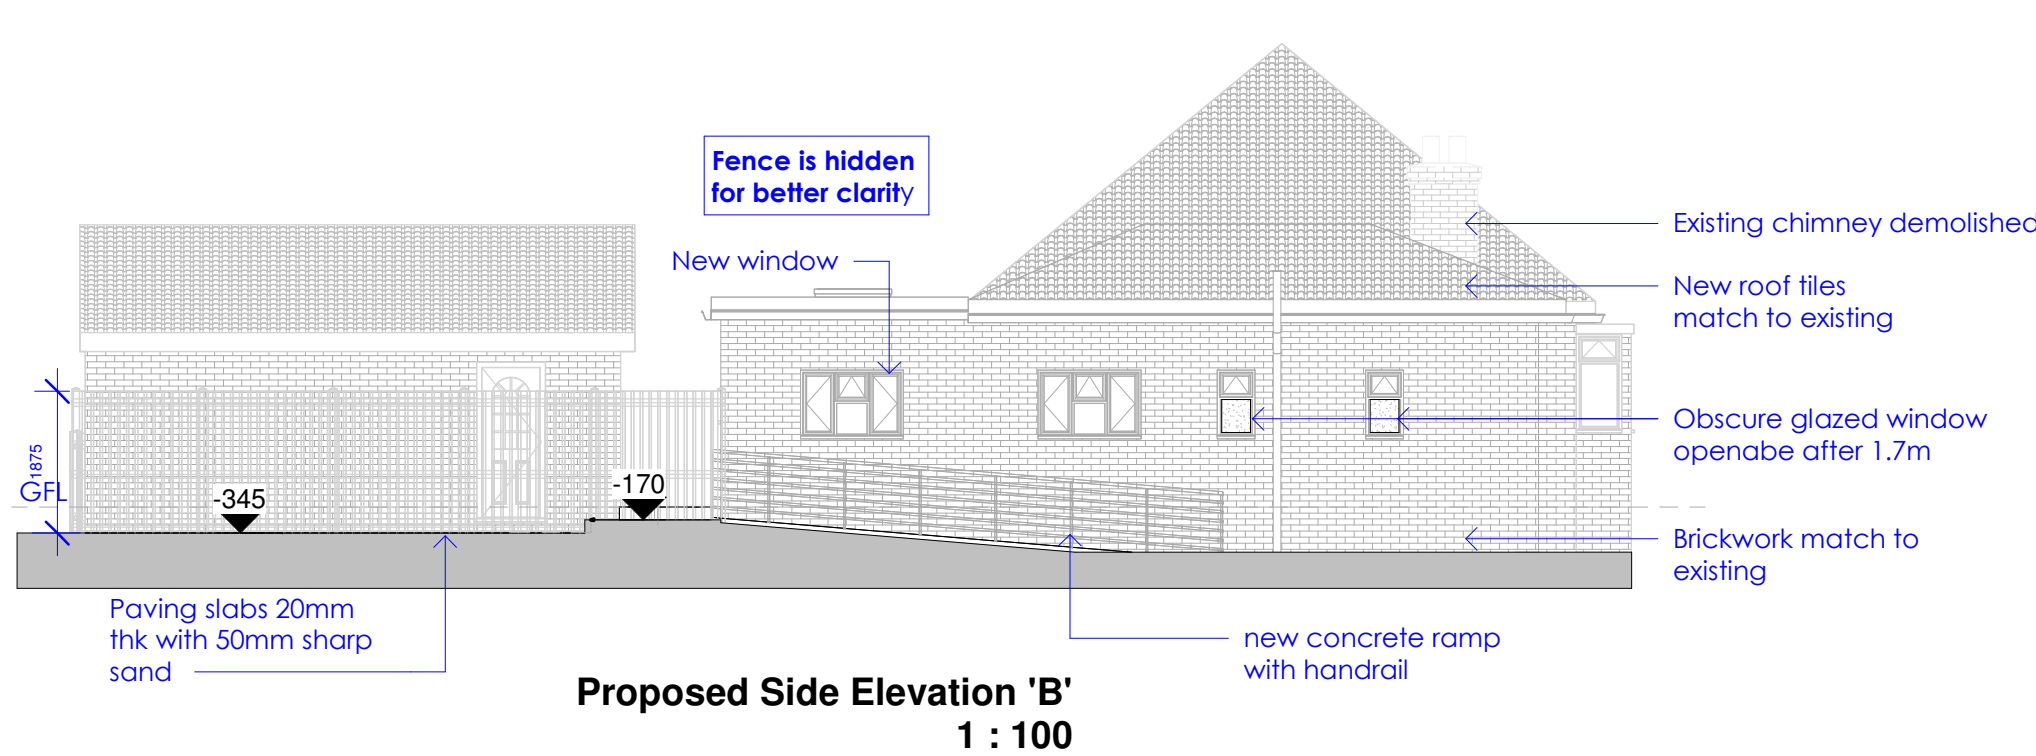 Fence is hidden
for better clarity
New window
Existing chimney demolished
New roof tiles
match to existing
Obscure glazed window
openabe after 1.7m
Brickwork match to
existing
1875
GFL
-345
-170
Paving slabs 20mm
thk with 50mm sharp
sand
new concrete ramp
with handrail
Proposed Side Elevation 'B'
1 : 100